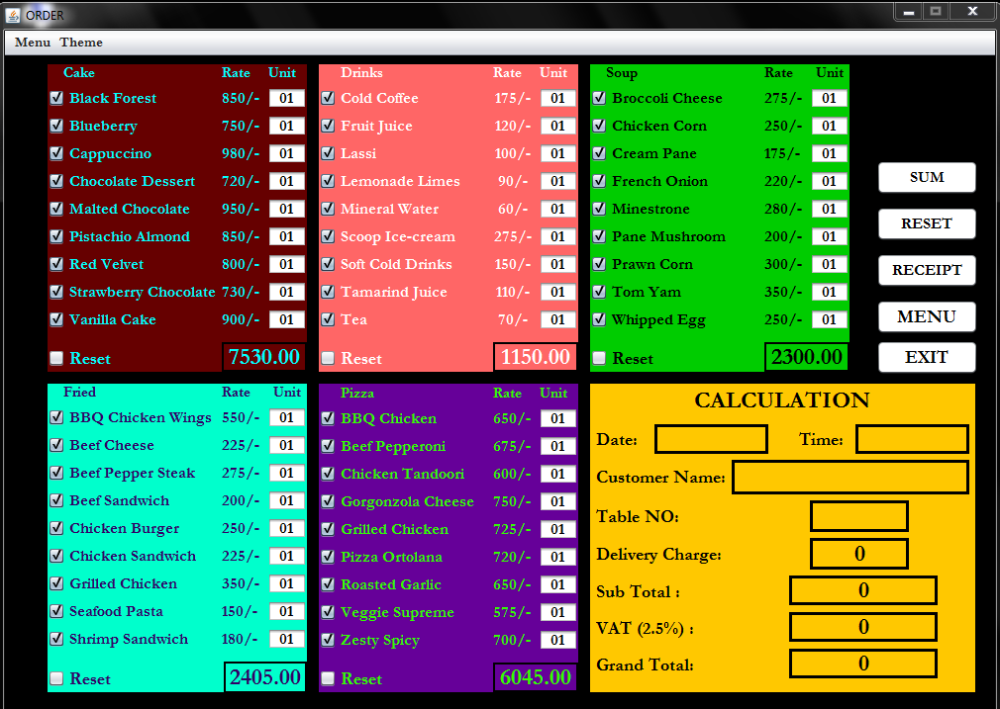 ORDER
Menu Theme
Cake Rate Unit
Black Forest 850/- 01
Blueberry 750/- 01
Cappuccino 980/- 01
Chocolate Dessert 720/- 01
Malted Chocolate 950/- 01
Pistachio Almond 850/- 01
Red Velvet 800/- 01
Strawberry Chocolate 730/- 01
Vanilla Cake 900/- 01
Reset 7530.00
Drinks Rate Unit
Cold Coffee 175/- 01
Fruit Juice 120/- 01
Lassi 100/- 01
Lemonade Limes 90/- 01
Mineral Water 60/- 01
Scoop Ice-cream 275/- 01
Soft Cold Drinks 150/- 01
Tamarind Juice 110/- 01
Tea 70/- 01
Reset 1150.00
Soup Rate Unit
Broccoli Cheese 275/- 01
Chicken Corn 250/- 01
Cream Pane 175/- 01
French Onion 220/- 01
Minestrone 280/- 01
Pane Mushroom 200/- 01
Prawn Corn 300/- 01
Tom Yam 350/- 01
Whipped Egg 250/- 01
Reset 2300.00
SUM
RESET
RECEIPT
MENU
EXIT
Fried Rate Unit
BBQ Chicken Wings 550/- 01
Beef Cheese 225/- 01
Beef Pepper Steak 275/- 01
Beef Sandwich 200/- 01
Chicken Burger 250/- 01
Chicken Sandwich 225/- 01
Grilled Chicken 350/- 01
Seafood Pasta 150/- 01
Shrimp Sandwich 180/- 01
Reset 2405.00
Pizza Rate Unit
BBQ Chicken 650/- 01
Beef Pepperoni 675/- 01
Chicken Tandoori 600/- 01
Gorgonzola Cheese 750/- 01
Grilled Chicken 725/- 01
Pizza Ortolana 720/- 01
Roasted Garlic 650/- 01
Veggie Supreme 575/- 01
Zesty Spicy 700/- 01
Reset 6045.00
CALCULATION
Date: Time:
Customer Name:
Table NO:
Delivery Charge: 0
Sub Total : 0
VAT (2.5%) : 0
Grand Total: 0